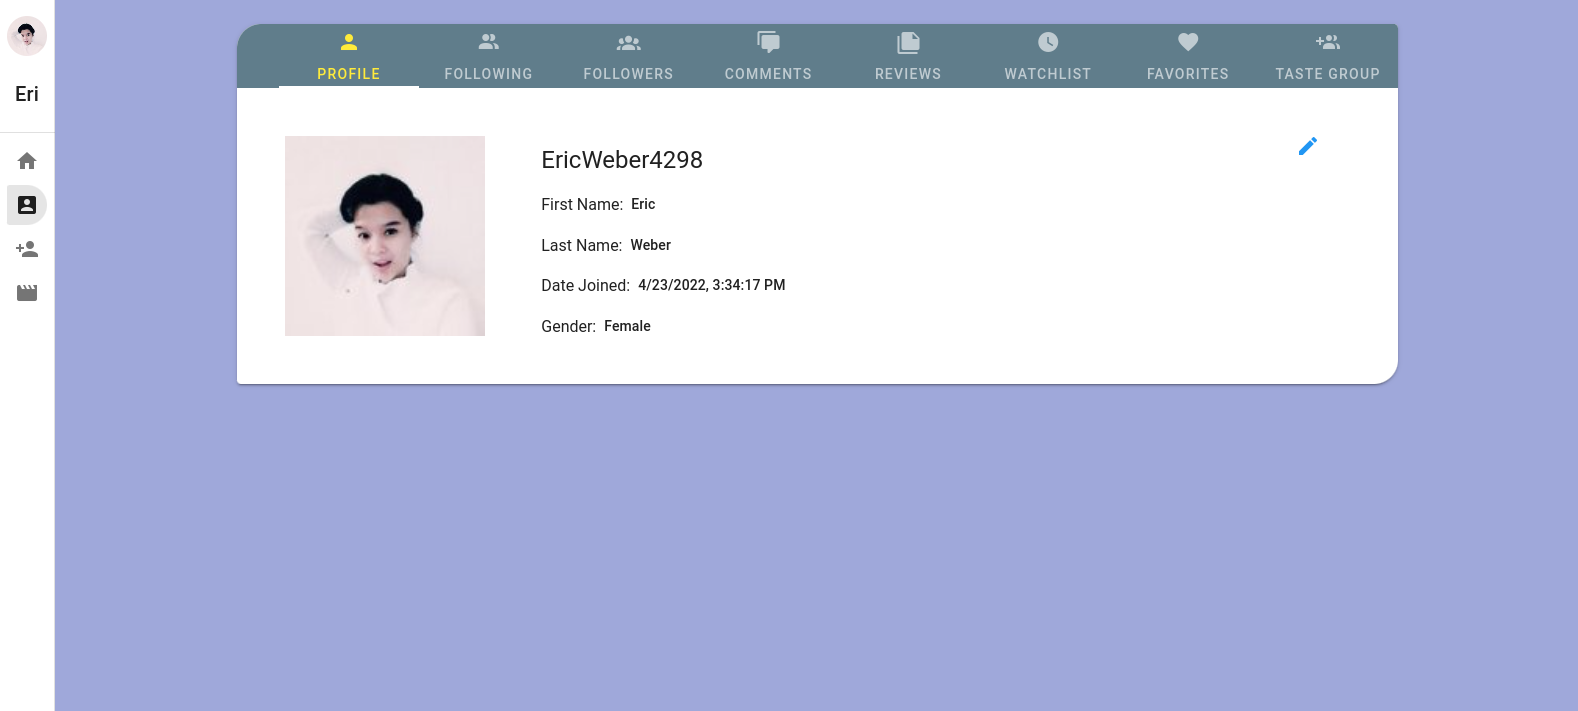 Eri
PROFILE
FOLLOWING
FOLLOWERS
COMMENTS
REVIEWS
WATCHLIST
FAVORITES
TASTE GROUP
EricWeber4298
First Name: Eric
Last Name: Weber
Date Joined: 4/23/2022, 3:34:17 PM
Gender: Female